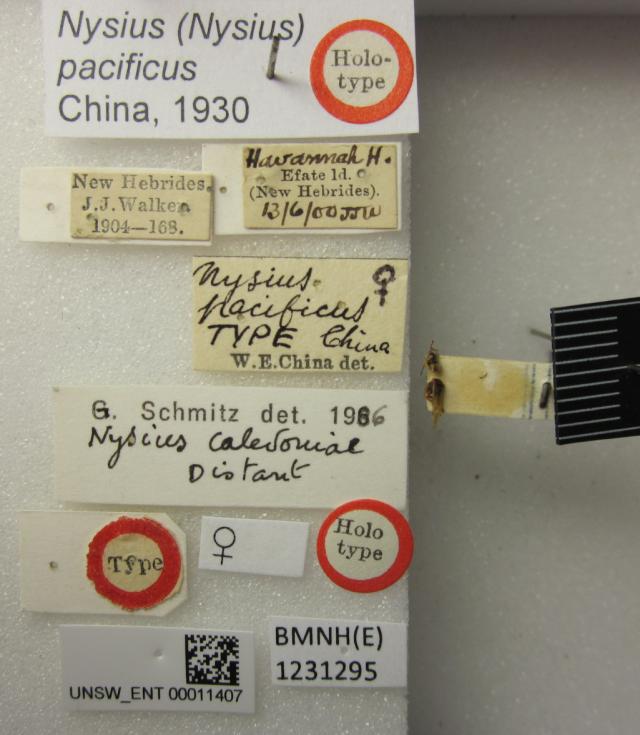 Nysius (Nysius)
pacificus
China, 1930
Holo-
type
New Hebrides.
J.J.Walker.
1904—168.
Havannah H.
Efate Id.
(New Hebrides).
13/6/00 JJW
Nysius ♀
pacificus
TYPE China
W.E.China det.
G. Schmitz det. 1966
Nysius caledoniae
Distant
Type
♀
Holo
type
UNSW_ENT 00011407
BMNH(E)
1231295